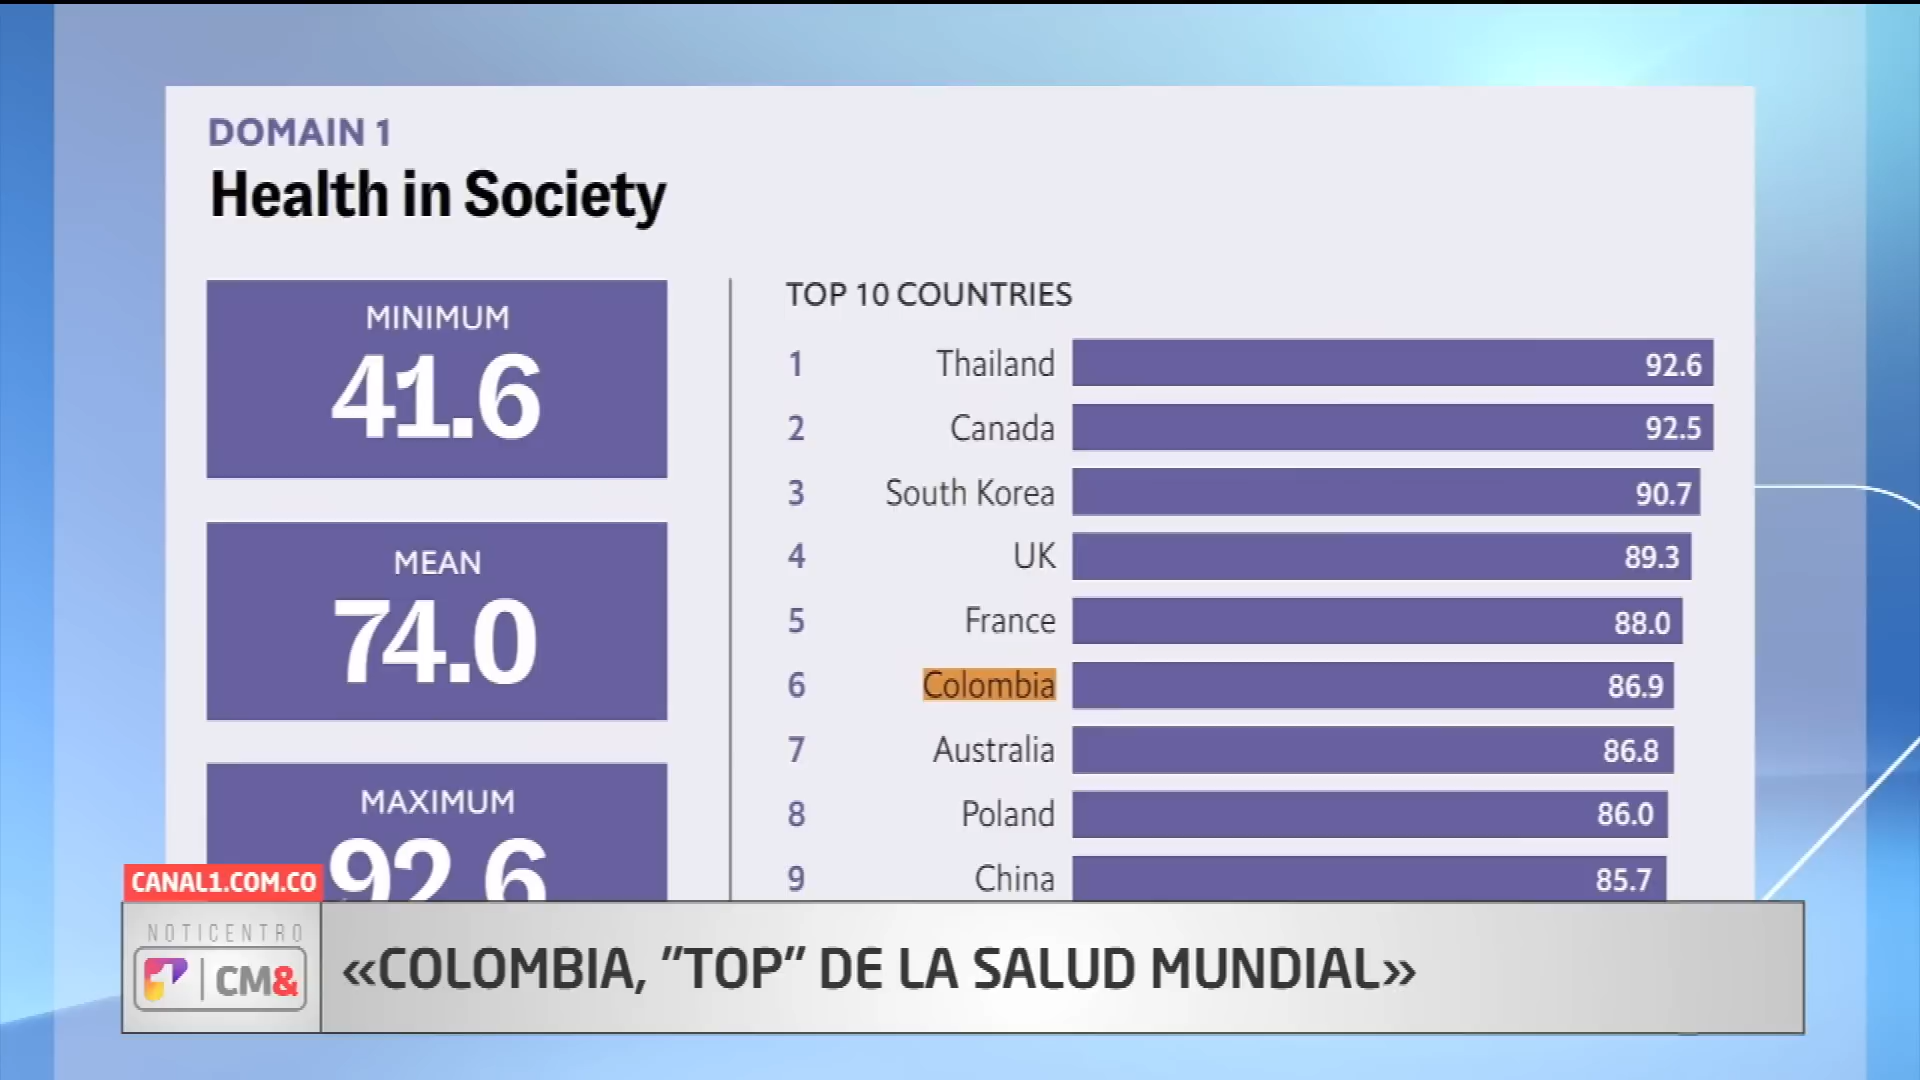 DOMAIN 1
Health in Society
MINIMUM
41.6
MEAN
74.0
MAXIMUM
92.6
TOP 10 COUNTRIES
1 Thailand 92.6
2 Canada 92.5
3 South Korea 90.7
4 UK 89.3
5 France 88.0
6 Colombia 86.9
7 Australia 86.8
8 Poland 86.0
9 China 85.7
CANAL1.COM.CO
NOTICENTRO
1 | CM&
«COLOMBIA, "TOP" DE LA SALUD MUNDIAL»